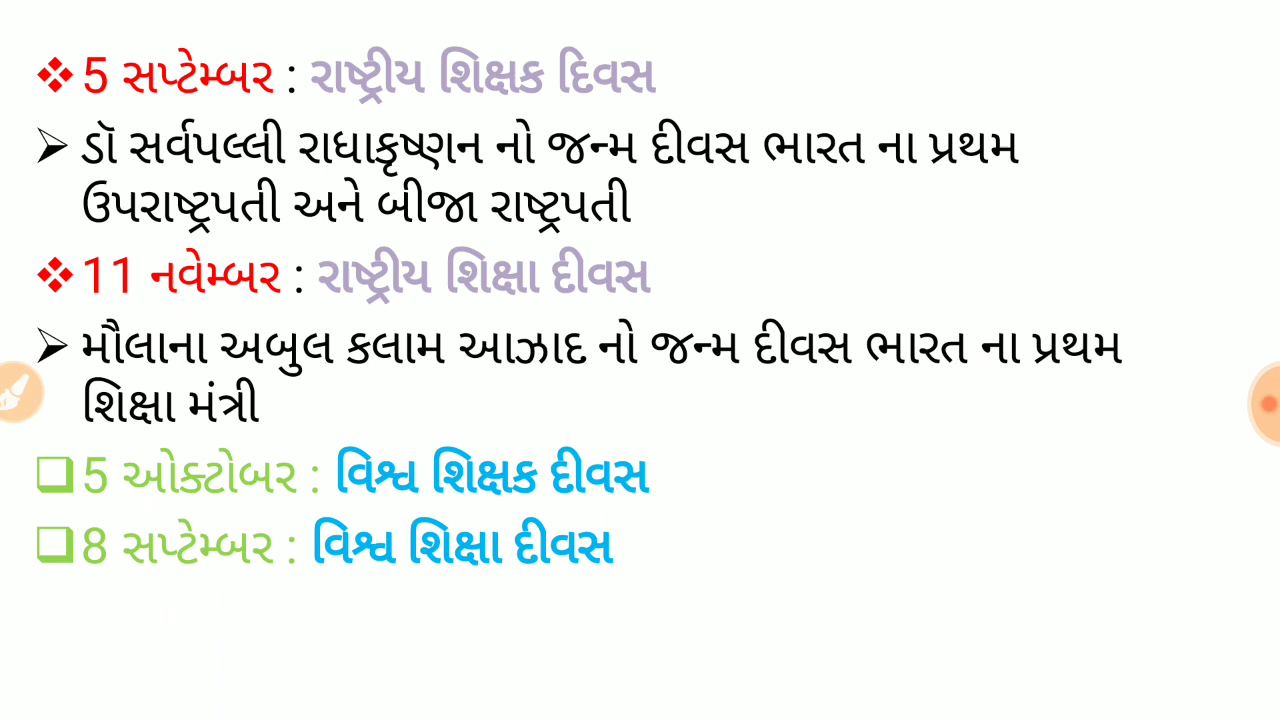 5 સપ્ટેમ્બર : રાષ્ટ્રીય શિક્ષક દિવસ
ડૉ સર્વપલ્લી રાધાકૃષ્ણન નો જન્મ દીવસ ભારત ના પ્રથમ
ઉપરાષ્ટ્રપતી અને બીજા રાષ્ટ્રપતી
11 નવેમ્બર : રાષ્ટ્રીય શિક્ષા દીવસ
મૌલાના અબુલ કલામ આઝાદ નો જન્મ દીવસ ભારત ના પ્રથમ
શિક્ષા મંત્રી
5 ઓક્ટોબર : વિશ્વ શિક્ષક દીવસ
8 સપ્ટેમ્બર : વિશ્વ શિક્ષા દીવસ